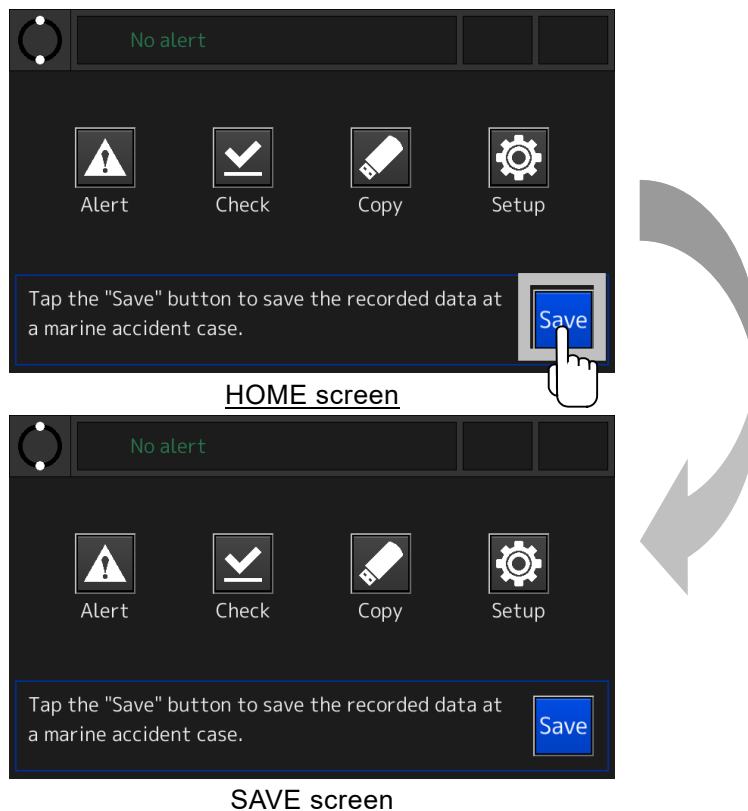 No alert
Alert Check Copy Setup
Tap the "Save" button to save the recorded data at
a marine accident case.
Save
HOME screen
No alert
Alert Check Copy Setup
Tap the "Save" button to save the recorded data at
a marine accident case.
Save
SAVE screen